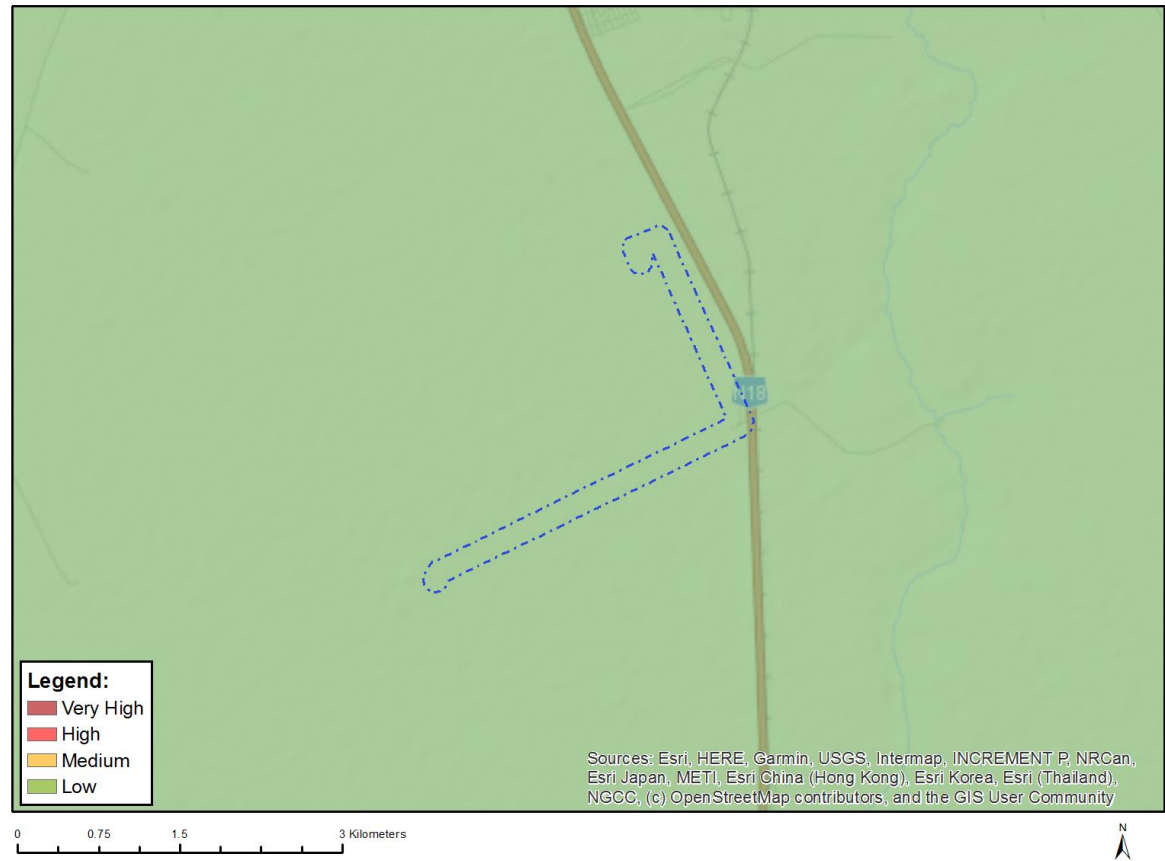 N18
Legend:
Very High
High
Medium
Low
Sources: Esri, HERE, Garmin, USGS, Intermap, INCREMENT P, NRCan,
Esri Japan, METI, Esri China (Hong Kong), Esri Korea, Esri (Thailand),
NGCC, (c) OpenStreetMap contributors, and the GIS User Community
0 0.75 1.5 3 Kilometers
N